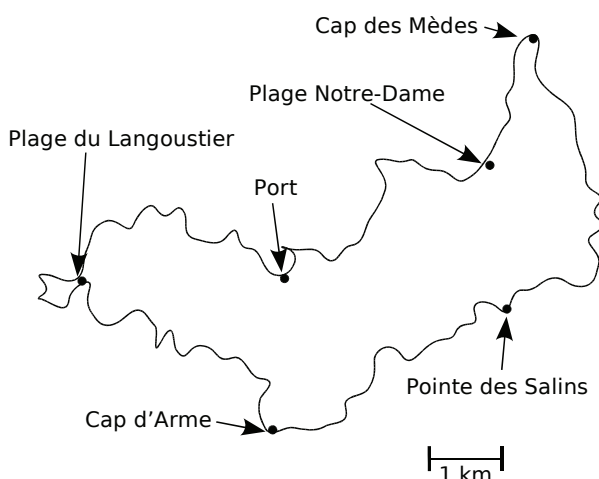 Cap des Mèdes
Plage Notre-Dame
Plage du Langoustier
Port
Pointe des Salins
Cap d’Arme
1 km